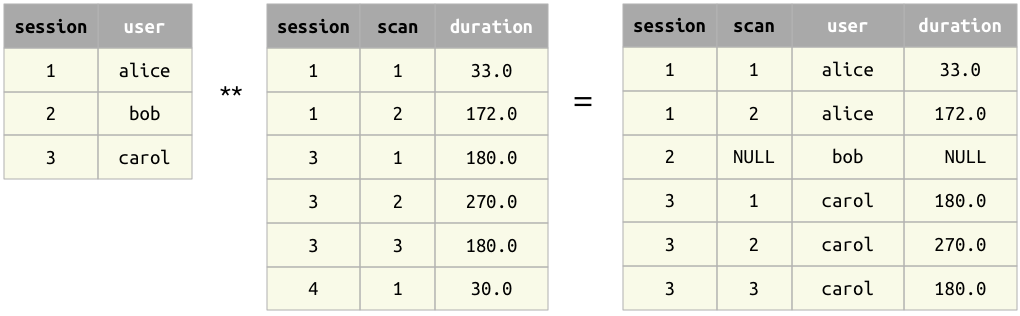 session user
1 alice
2 bob
3 carol
**
session scan duration
1 1 33.0
1 2 172.0
3 1 180.0
3 2 270.0
3 3 180.0
4 1 30.0
=
session scan user duration
1 1 alice 33.0
1 2 alice 172.0
2 NULL bob NULL
3 1 carol 180.0
3 2 carol 270.0
3 3 carol 180.0